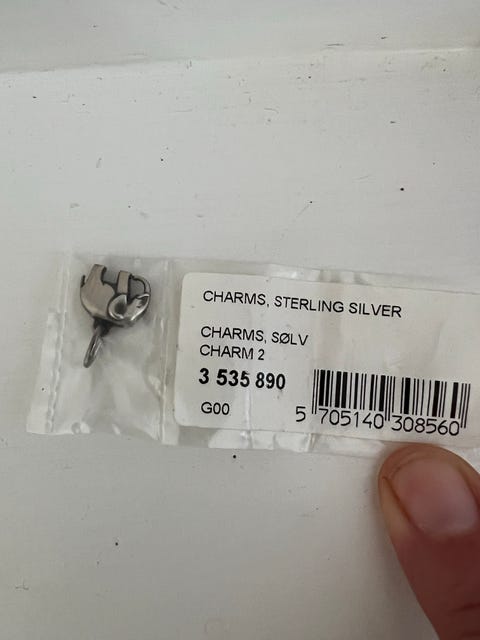 CHARMS, STERLING SILVER
CHARMS, SØLV
CHARM 2
3 535 890
G00
5 705140 308560